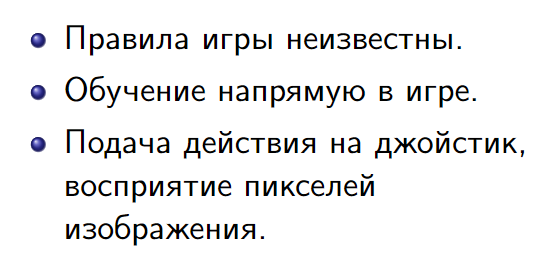 Правила игры неизвестны.
Обучение напрямую в игре.
Подача действия на джойстик,
восприятие пикселей
изображения.